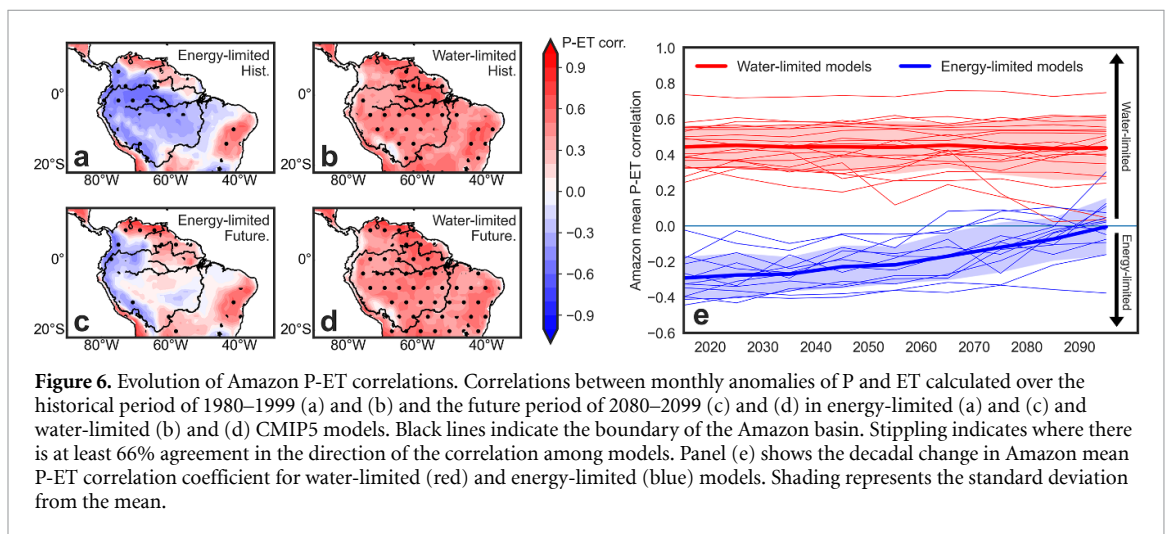 Energy-limited
Hist.
0°
20°S
a
80°W 60°W 40°W
Water-limited
Hist.
0°
20°S
b
80°W 60°W 40°W
Energy-limited
Future.
0°
20°S
c
80°W 60°W 40°W
Water-limited
Future.
0°
20°S
d
80°W 60°W 40°W
P-ET corr.
0.9
0.6
0.3
0.0
−0.3
−0.6
−0.9
Amazon mean P-ET correlation
1.0
0.8
0.6
0.4
0.2
0.0
−0.2
−0.4
−0.6
Water-limited models Energy-limited models
Water-limited
Energy-limited
e
2020 2030 2040 2050 2060 2070 2080 2090
Figure 6. Evolution of Amazon P-ET correlations. Correlations between monthly anomalies of P and ET calculated over the
historical period of 1980–1999 (a) and (b) and the future period of 2080–2099 (c) and (d) in energy-limited (a) and (c) and
water-limited (b) and (d) CMIP5 models. Black lines indicate the boundary of the Amazon basin. Stippling indicates where there
is at least 66% agreement in the direction of the correlation among models. Panel (e) shows the decadal change in Amazon mean
P-ET correlation coefficient for water-limited (red) and energy-limited (blue) models. Shading represents the standard deviation
from the mean.